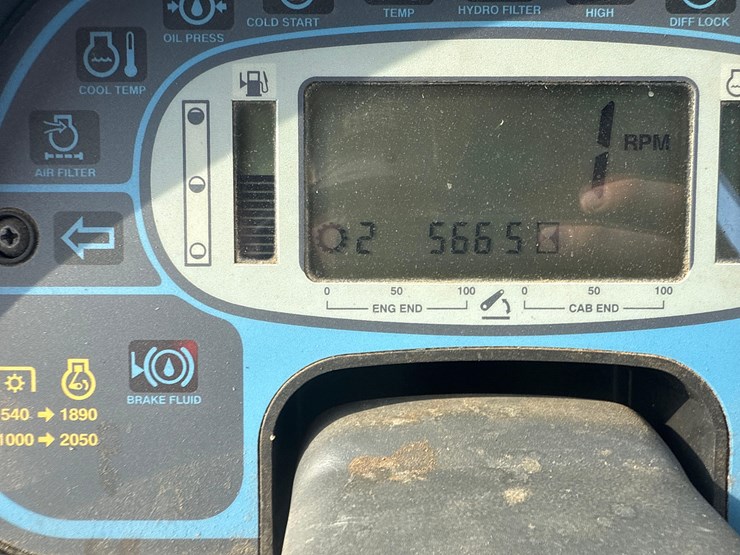 OIL PRESS
COLD START
TEMP
HYDRO FILTER
HIGH
DIFF LOCK
COOL TEMP
AIR FILTER
1 RPM
2 5665
0 50 100 0 50 100
ENG END CAB END
BRAKE FLUID
540 → 1890
1000 → 2050